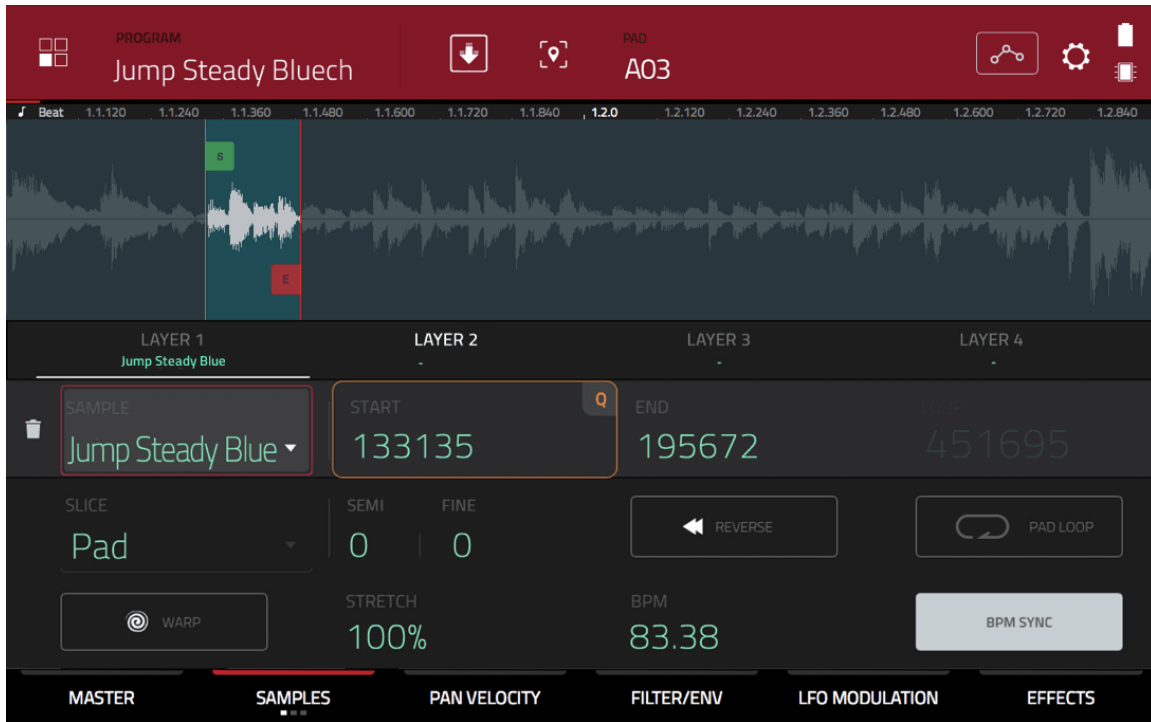 PROGRAM
Jump Steady Bluech
PAD
A03
Beat 1.1.120 1.1.240 1.1.360 1.1.480 1.1.600 1.1.720 1.1.840 1.2.0 1.2.120 1.2.240 1.2.360 1.2.480 1.2.600 1.2.720 1.2.840
S
E
LAYER 1 LAYER 2 LAYER 3 LAYER 4
Jump Steady Blue - - -
SAMPLE START Q END LOOP
Jump Steady Blue 133135 195672 451695
SLICE SEMI FINE
Pad 0 0 REVERSE PAD LOOP
WARP STRETCH BPM BPM SYNC
100% 83.38
MASTER SAMPLES PAN VELOCITY FILTER/ENV LFO MODULATION EFFECTS